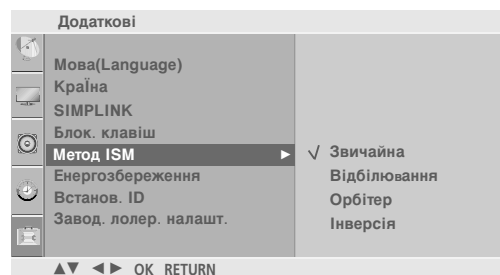 Додаткові
Мова(Language)
КраЇна
SIMPLINK
Блок. клавіш
Метод ISM ► √ Звичайна
Енергозбереження Відбілювання
Встанов. ID Орбітер
Завод. лолер. налашт. Інверсія
▲▼ ◄► OK RETURN